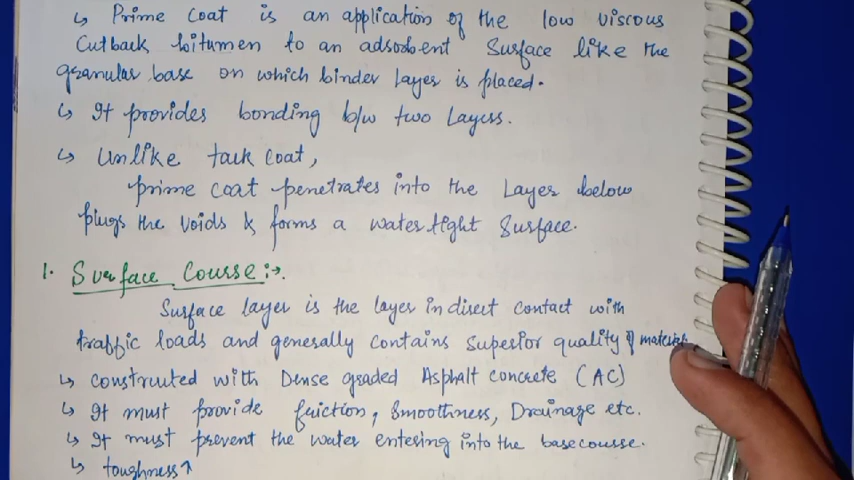 ↳ Prime coat is an application of the low viscous
Cutback bitumen to an adsorbent Surface like the
granular base on which binder Layer is placed.
↳ It provides bonding b/w two Layers.
↳ Unlike tack coat,
prime coat penetrates into the Layer below
plugs the voids & forms a water tight Surface.
1. Surface Course :→.
Surface layer is the layer in direct contact with
traffic loads and generally contains superior quality of materials
↳ constructed with Dense graded Asphalt concrete (AC)
↳ It must provide friction, Smoothness, Drainage etc.
↳ It must prevent the water entering into the base course.
↳ toughness↑